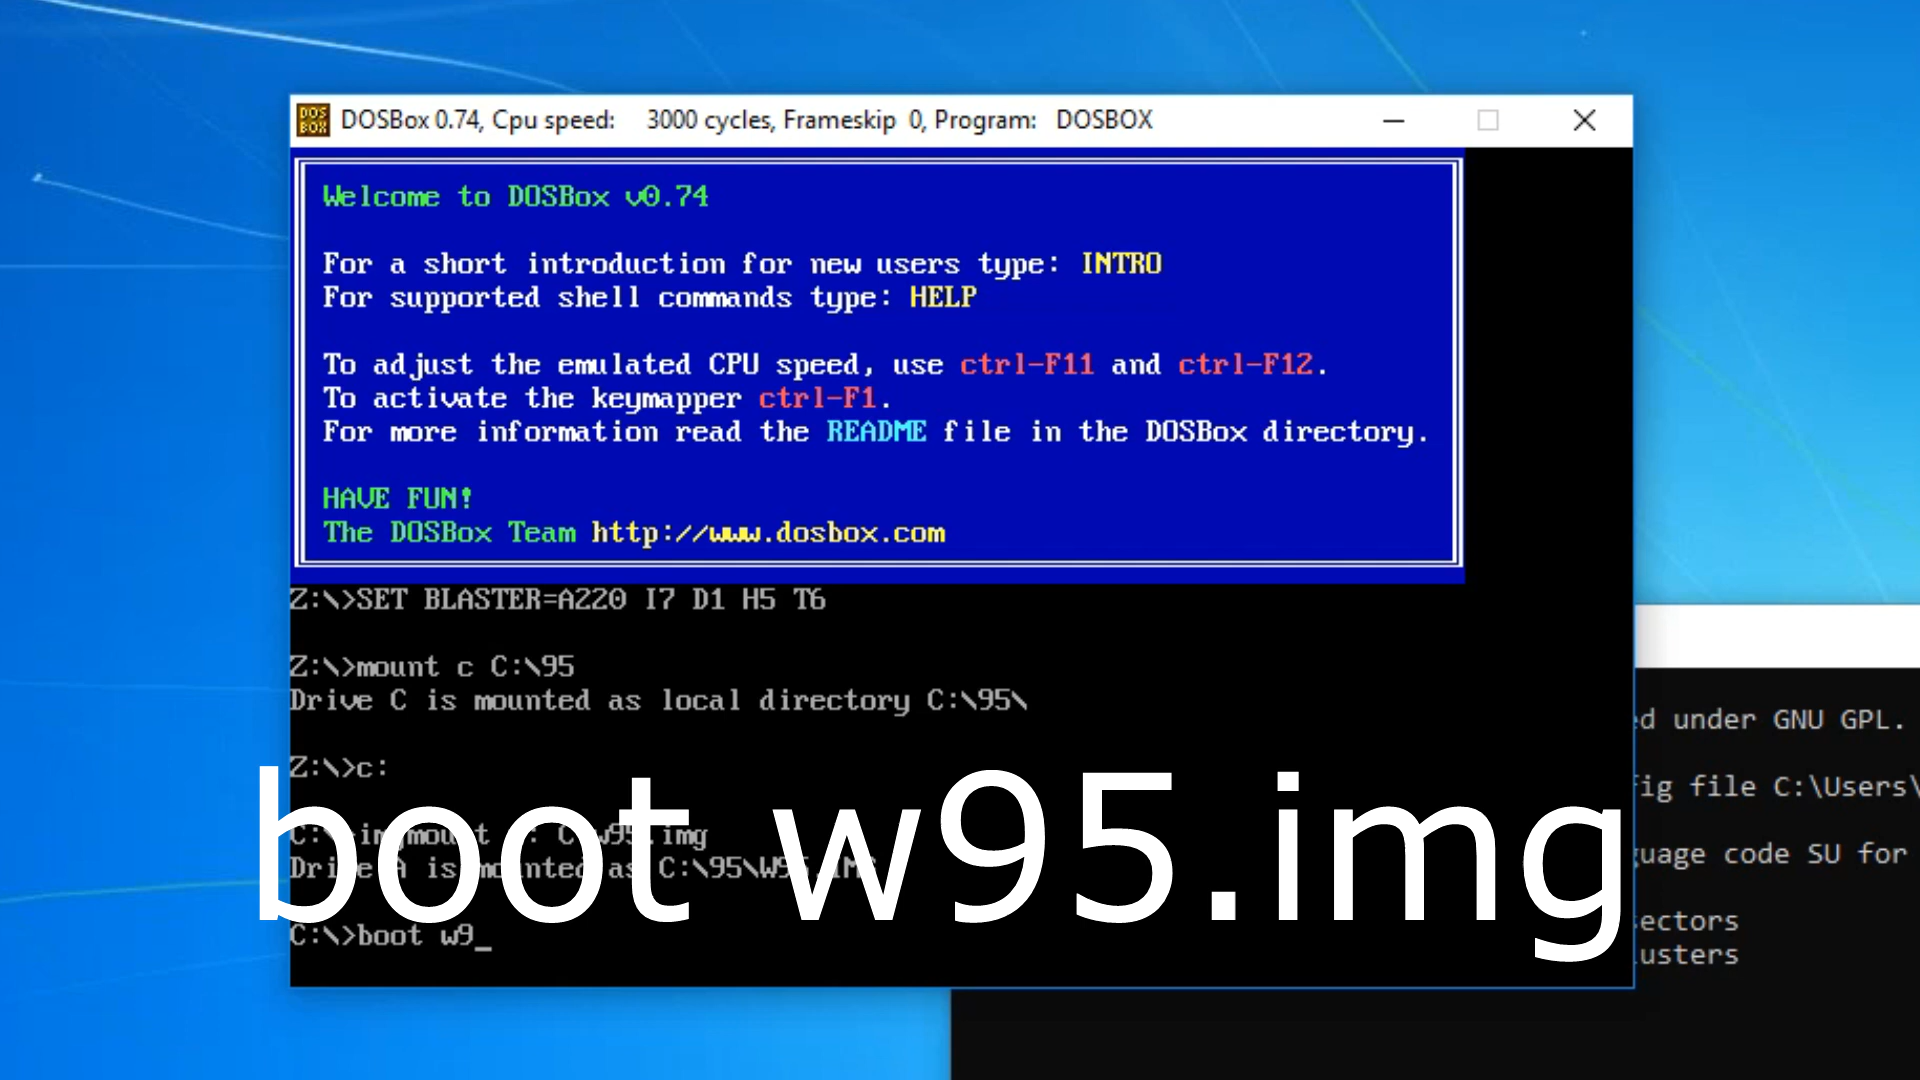 DOS BOX
DOSBox 0.74, Cpu speed: 3000 cycles, Frameskip 0, Program: DOSBOX
Welcome to DOSBox v0.74
For a short introduction for new users type: INTRO
For supported shell commands type: HELP
To adjust the emulated CPU speed, use ctrl-F11 and ctrl-F12.
To activate the keymapper ctrl-F1.
For more information read the README file in the DOSBox directory.
HAVE FUN!
The DOSBox Team http://www.dosbox.com
Z:\>SET BLASTER=A220 I7 D1 H5 T6
Z:\>mount c C:\95
Drive C is mounted as local directory C:\95\
Z:\>c:
C:\>imgmount : C w95.img
Drive A is mounted as C:\95\W95.IMG
C:\>boot w9_
boot w95.img
ed under GNU GPL.
fig file C:\Users\
guage code SU for
sectors
lusters